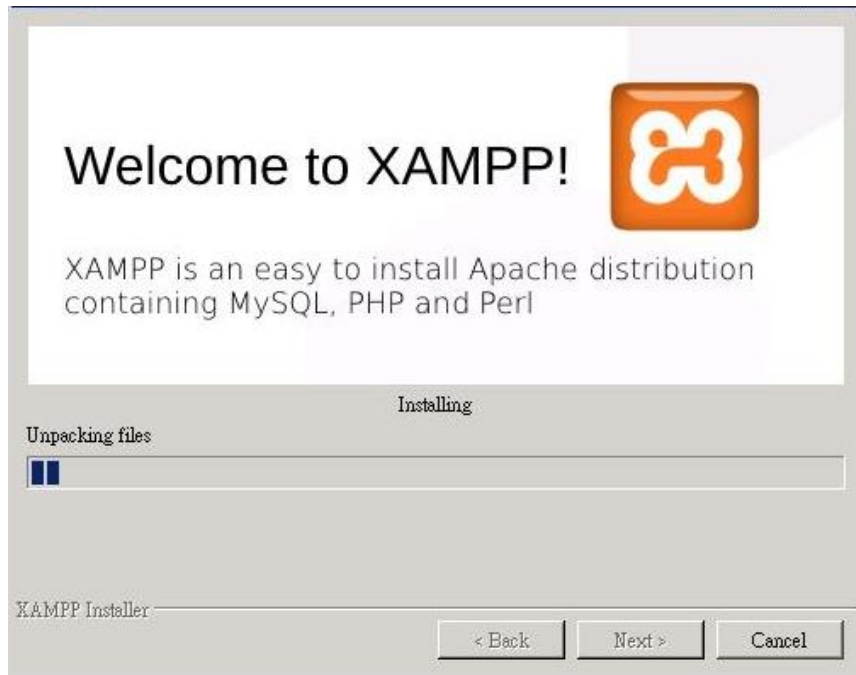 Welcome to XAMPP!
XAMPP is an easy to install Apache distribution
containing MySQL, PHP and Perl
Installing
Unpacking files
XAMPP Installer
< Back
Next >
Cancel